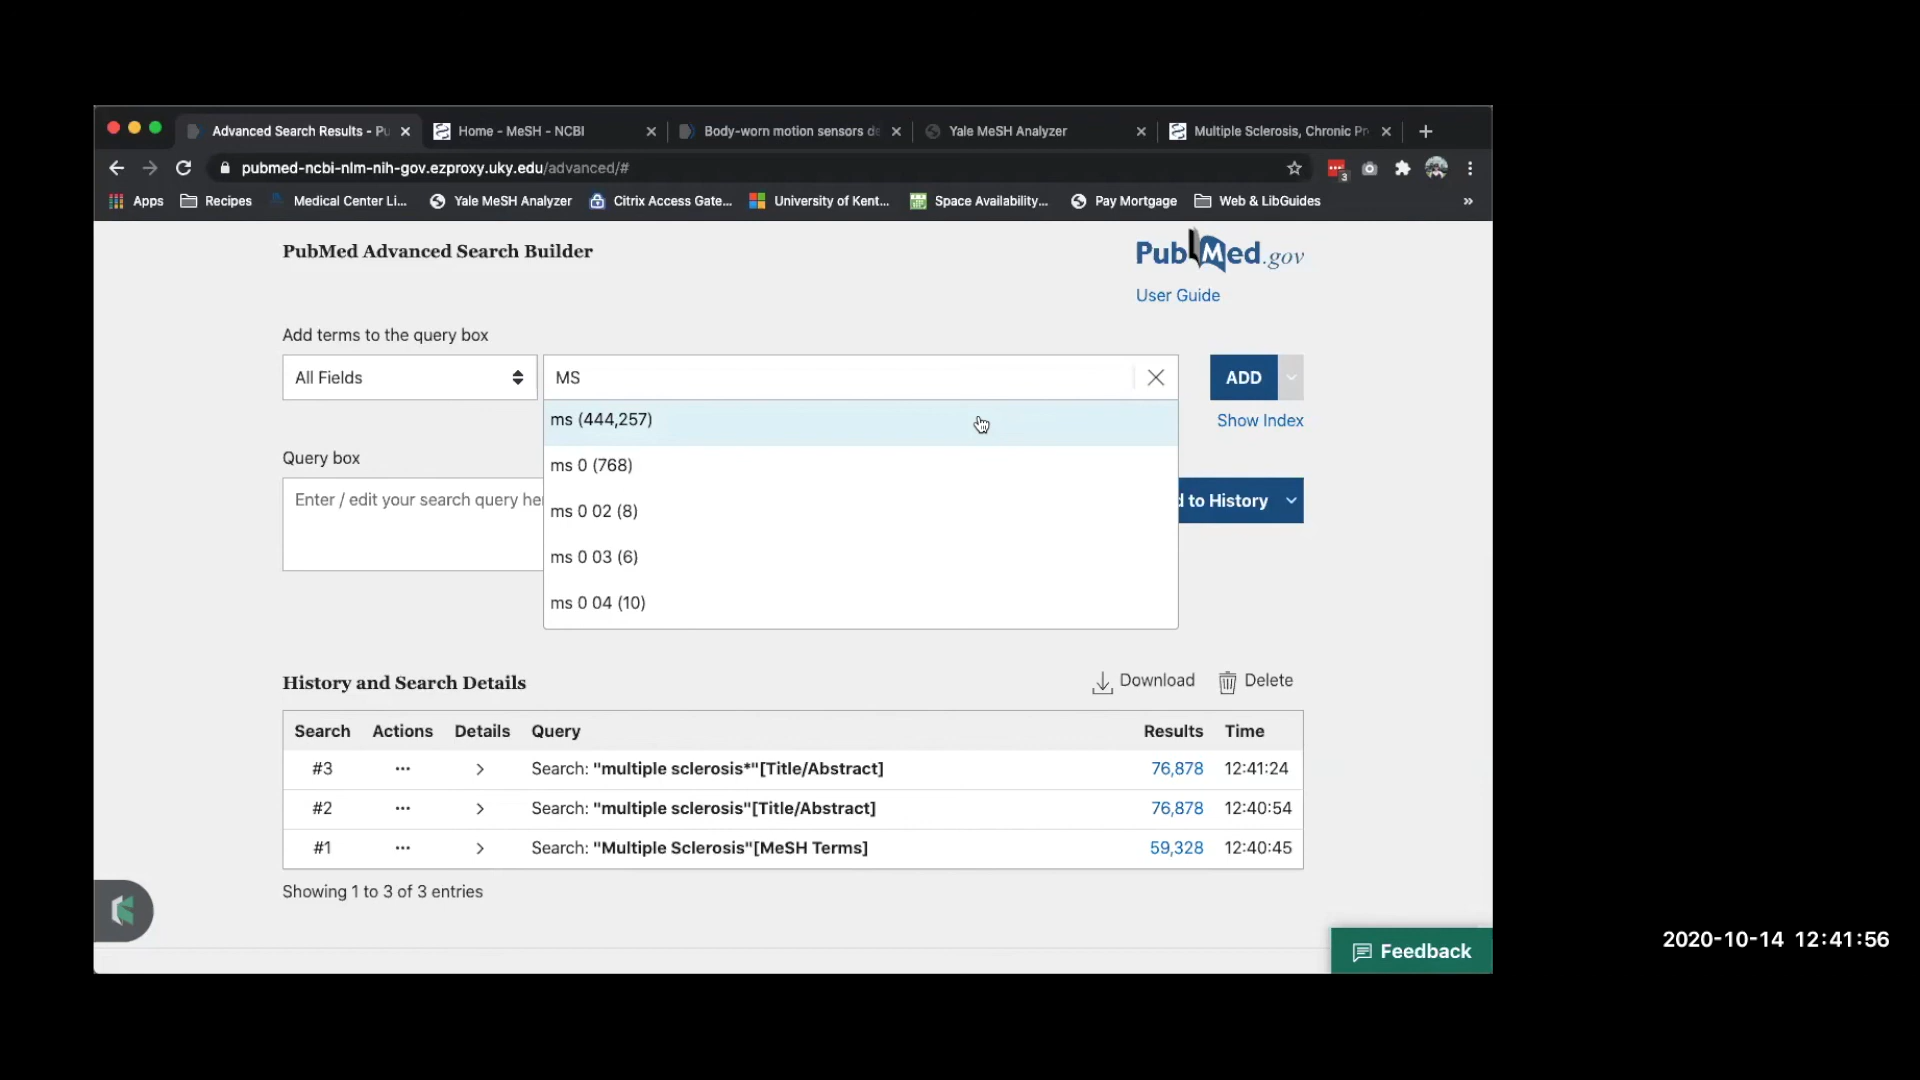 Advanced Search Results - Pu
Home - MeSH - NCBI
Body-worn motion sensors de
Yale MeSH Analyzer
Multiple Sclerosis, Chronic Pr
pubmed-ncbi-nlm-nih-gov.ezproxy.uky.edu/advanced/#
3
Apps
Recipes
Medical Center Li...
Yale MeSH Analyzer
Citrix Access Gate...
University of Kent...
Space Availability...
Pay Mortgage
Web & LibGuides
»
PubMed Advanced Search Builder
PubMed.gov
User Guide
Add terms to the query box
All Fields
MS
ADD
ms (444,257)
Show Index
ms 0 (768)
Query box
Enter / edit your search query he
d to History
ms 0 02 (8)
ms 0 03 (6)
ms 0 04 (10)
History and Search Details
Download
Delete
Search Actions Details Query Results Time
#3 ... > Search: "multiple sclerosis*"[Title/Abstract] 76,878 12:41:24
#2 ... > Search: "multiple sclerosis"[Title/Abstract] 76,878 12:40:54
#1 ... > Search: "Multiple Sclerosis"[MeSH Terms] 59,328 12:40:45
Showing 1 to 3 of 3 entries
Feedback
2020-10-14 12:41:56